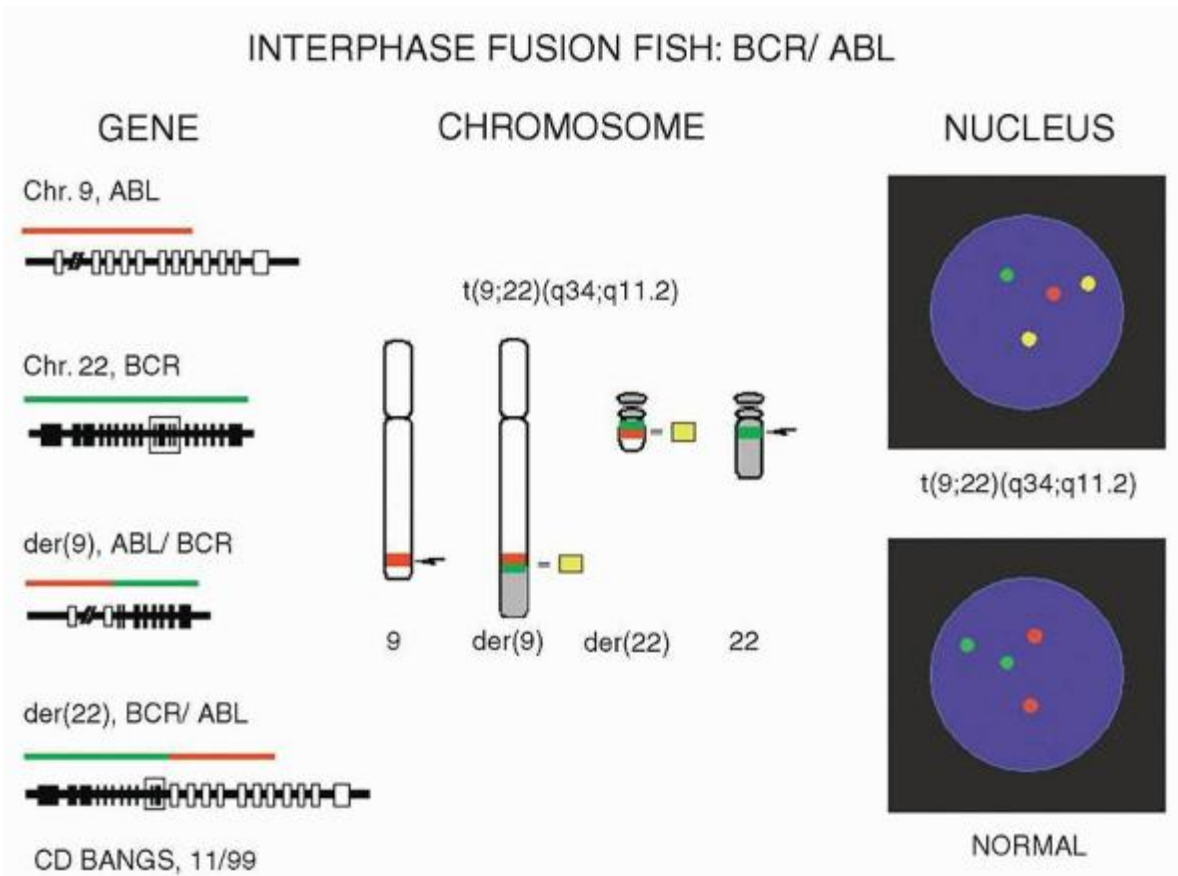 INTERPHASE FUSION FISH: BCR/ ABL
GENE
CHROMOSOME
NUCLEUS
Chr. 9, ABL
t(9;22)(q34;q11.2)
Chr. 22, BCR
der(9), ABL/ BCR
der(22), BCR/ ABL
9
der(9)
der(22)
22
t(9;22)(q34;q11.2)
NORMAL
CD BANGS, 11/99